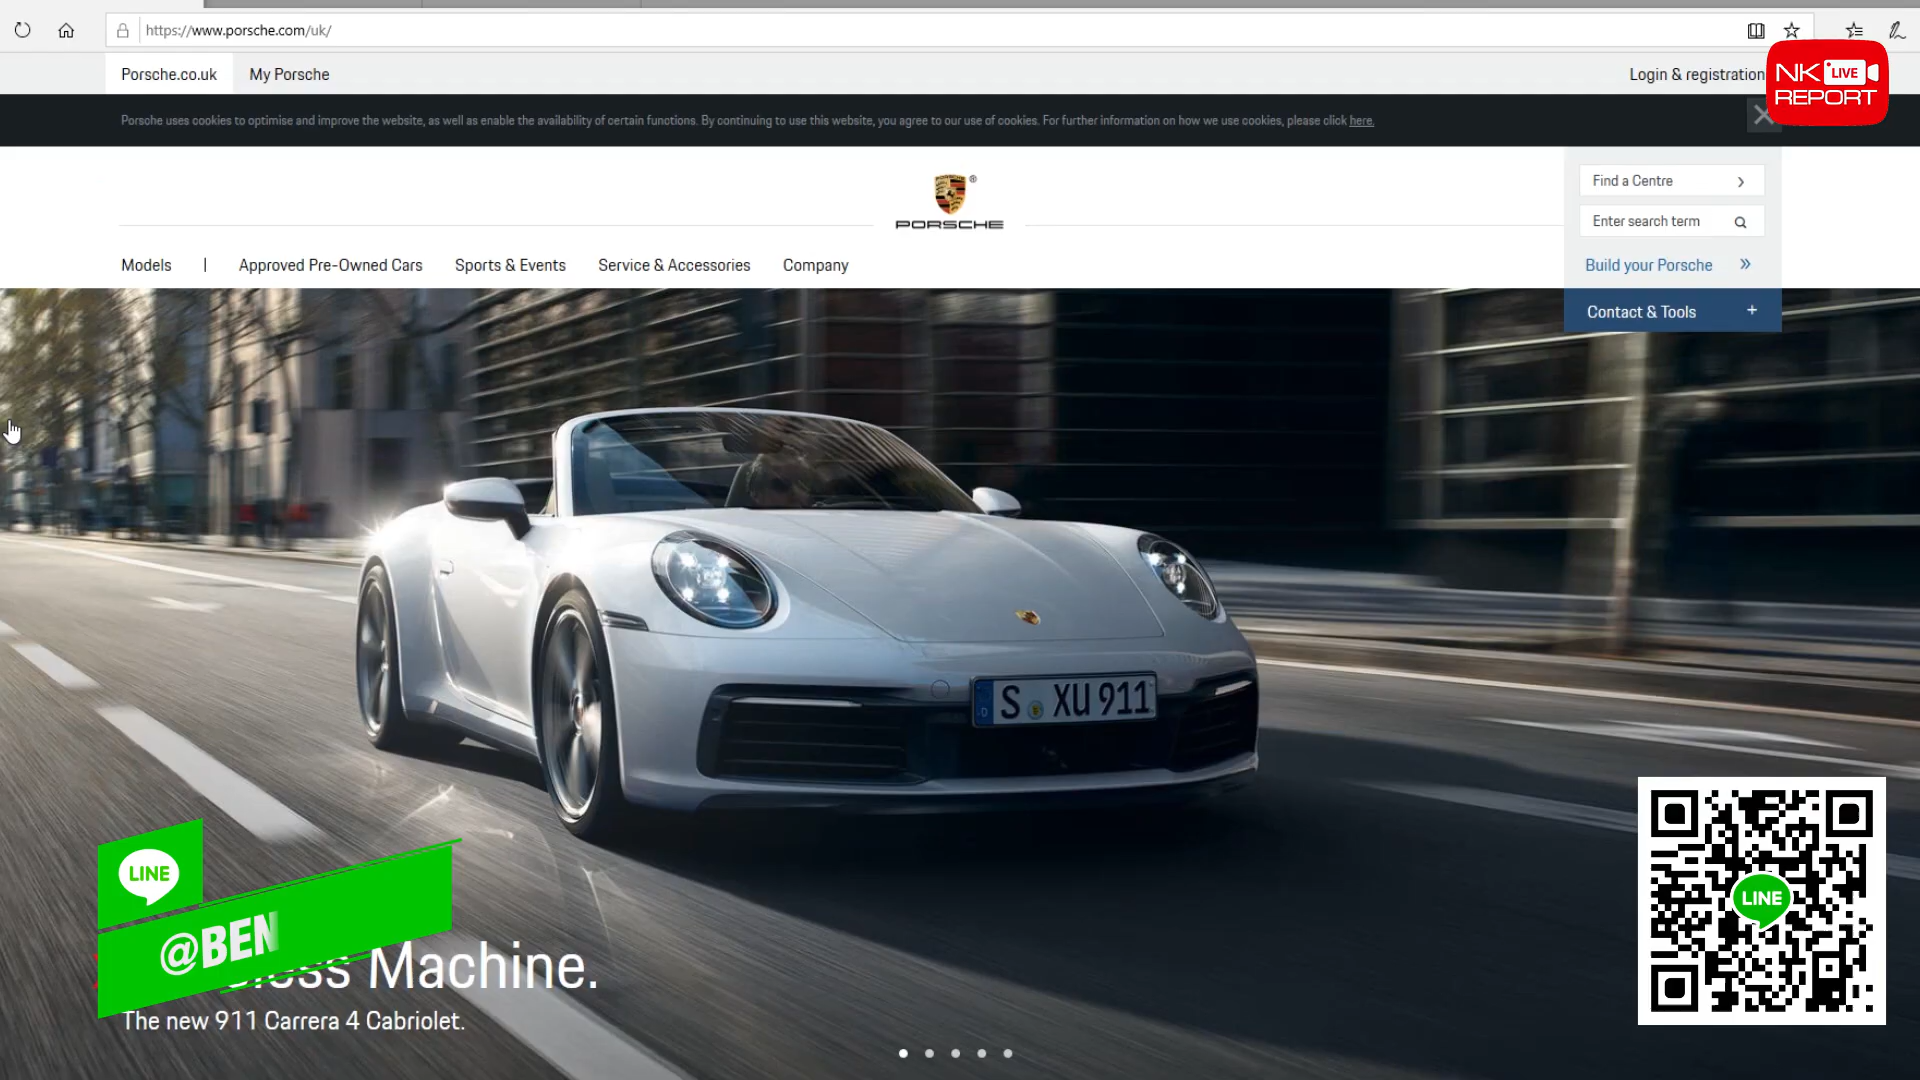 https://www.porsche.com/uk/
Porsche.co.uk
My Porsche
Login & registration
NK LIVE
REPORT
Porsche uses cookies to optimise and improve the website, as well as enable the availability of certain functions. By continuing to use this website, you agree to our use of cookies. For further information on how we use cookies, please click here.
PORSCHE
Find a Centre
Enter search term
Build your Porsche
Contact & Tools
Models | Approved Pre-Owned Cars Sports & Events Service & Accessories Company
S XU 911
LINE
@BEN
Machine.
The new 911 Carrera 4 Cabriolet.
LINE